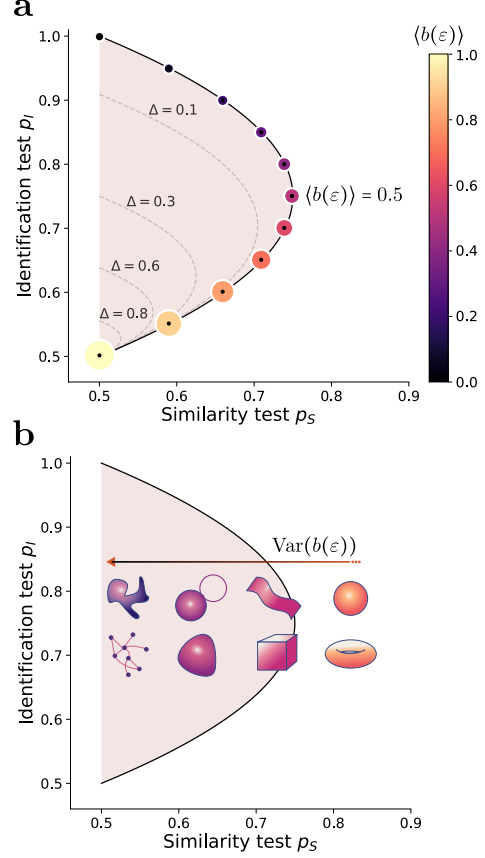 a
⟨b(ε)⟩
1.0
0.9
0.8
0.7
0.6
0.5
Identification test p_I
Δ = 0.1
Δ = 0.3
Δ = 0.6
Δ = 0.8
⟨b(ε)⟩ = 0.5
1.0
0.8
0.6
0.4
0.2
0.0
0.5 0.6 0.7 0.8 0.9
Similarity test p_S
b
1.0
0.9
0.8
0.7
0.6
0.5
Identification test p_I
Var(b(ε))
0.5 0.6 0.7 0.8 0.9
Similarity test p_S